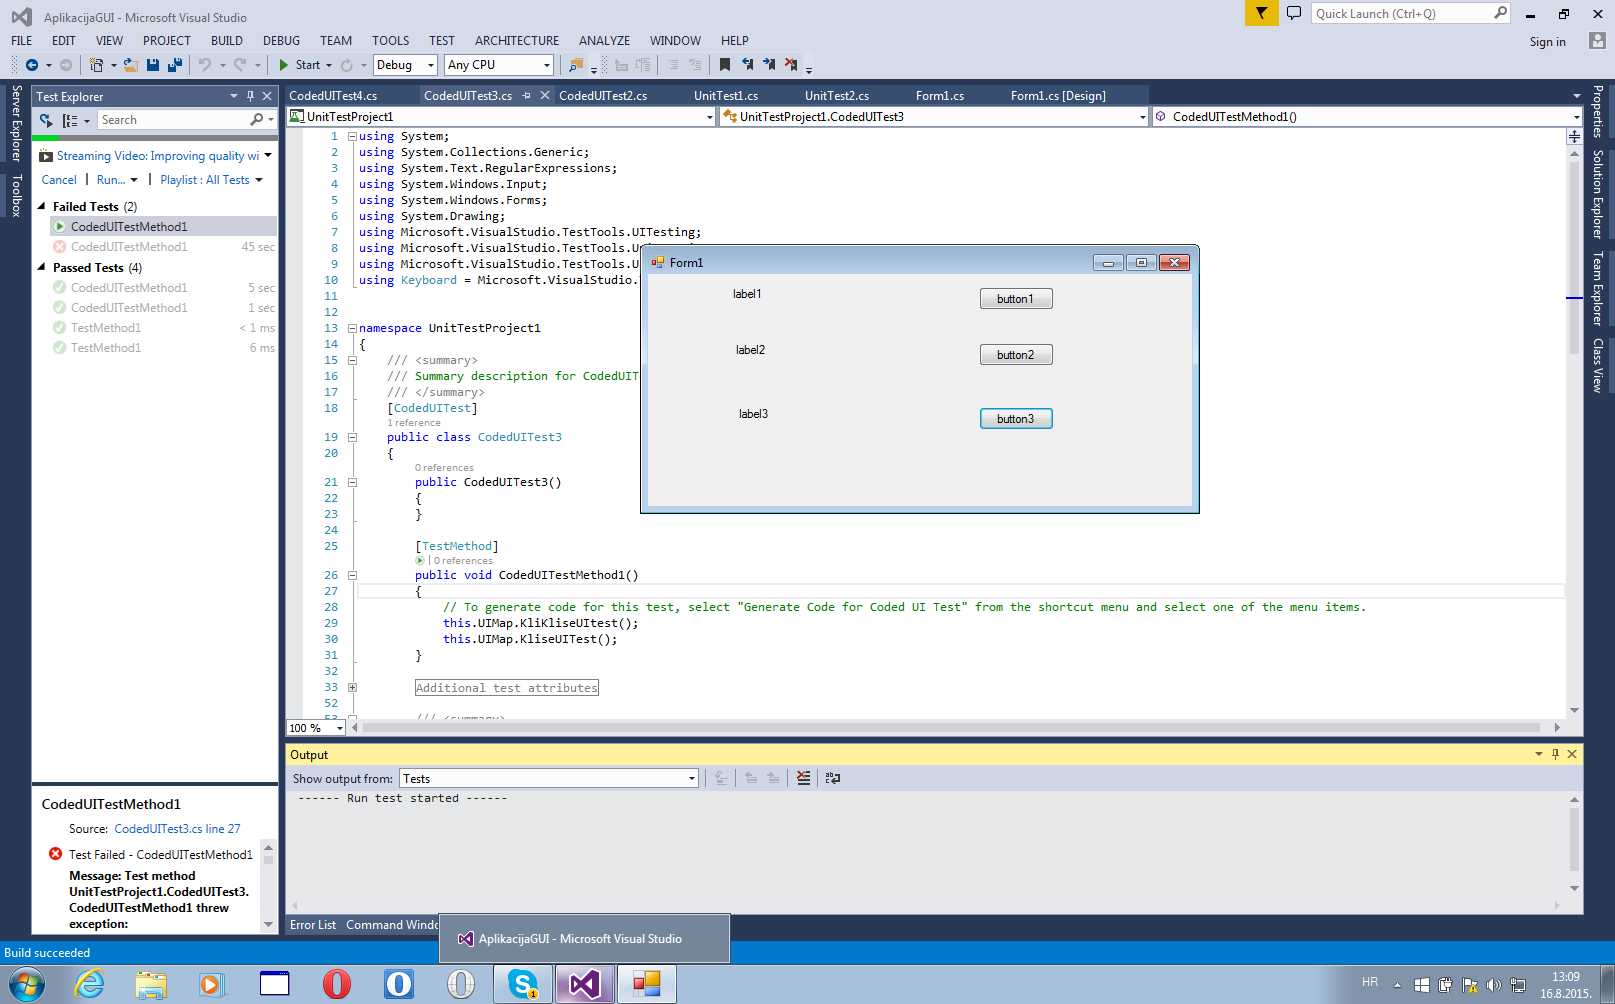 AplikacijaGUI - Microsoft Visual Studio
Quick Launch (Ctrl+Q)
FILE EDIT VIEW PROJECT BUILD DEBUG TEAM TOOLS TEST ARCHITECTURE ANALYZE WINDOW HELP
Sign in
Start Debug Any CPU
Server Explorer
Toolbox
Test Explorer
Search
Streaming Video: Improving quality wi
Cancel | Run... | Playlist : All Tests
Failed Tests (2)
CodedUITestMethod1
CodedUITestMethod1 45 sec
Passed Tests (4)
CodedUITestMethod1 5 sec
CodedUITestMethod1 1 sec
TestMethod1 < 1 ms
TestMethod1 6 ms
CodedUITestMethod1
Source: CodedUITest3.cs line 27
Test Failed - CodedUITestMethod1
Message: Test method
UnitTestProject1.CodedUITest3.
CodedUITestMethod1 threw
exception:
CodedUITest4.cs CodedUITest3.cs CodedUITest2.cs UnitTest1.cs UnitTest2.cs Form1.cs Form1.cs [Design]
UnitTestProject1 UnitTestProject1.CodedUITest3 CodedUITestMethod1()
1 using System;
2 using System.Collections.Generic;
3 using System.Text.RegularExpressions;
4 using System.Windows.Input;
5 using System.Windows.Forms;
6 using System.Drawing;
7 using Microsoft.VisualStudio.TestTools.UITesting;
8 using Microsoft.VisualStudio.TestTools.
9 using Microsoft.VisualStudio.TestTools.U
10 using Keyboard = Microsoft.VisualStudio.
11
12
13 namespace UnitTestProject1
14 {
15 /// <summary>
16 /// Summary description for CodedUIT
17 /// </summary>
18 [CodedUITest]
1 reference
19 public class CodedUITest3
20 {
0 references
21 public CodedUITest3()
22 {
23 }
24
25 [TestMethod]
| 0 references
26 public void CodedUITestMethod1()
27 {
28 // To generate code for this test, select "Generate Code for Coded UI Test" from the shortcut menu and select one of the menu items.
29 this.UIMap.KliKliseUItest();
30 this.UIMap.KliseUITest();
31 }
32
33 Additional test attributes
52
53 /// <summary>
100 %
Form1
label1 button1
label2 button2
label3 button3
Properties
Solution Explorer
Team Explorer
Class View
Output
Show output from: Tests
------ Run test started ------
Error List Command Windo
AplikacijaGUI - Microsoft Visual Studio
Build succeeded
HR
13:09
16.8.2015.